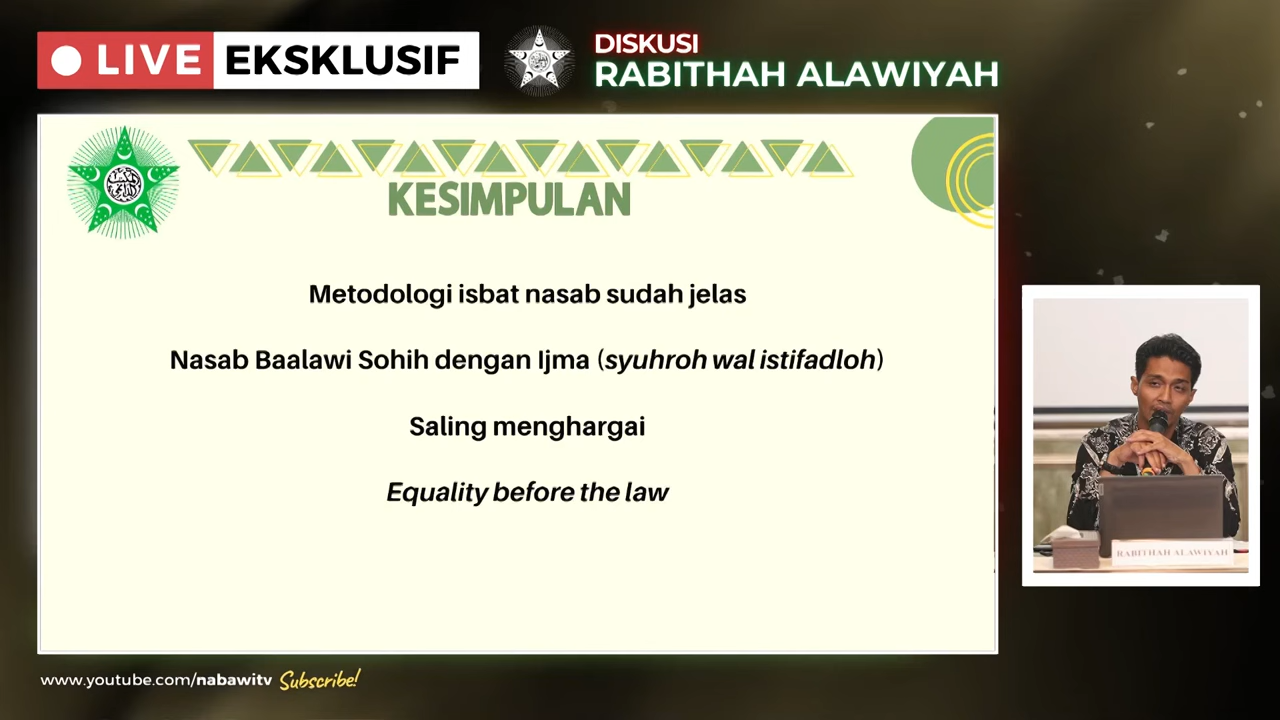 LIVE EKSKLUSIF
DISKUSI
RABITHAH ALAWIYAH
KESIMPULAN
Metodologi isbat nasab sudah jelas
Nasab Baalawi Sohih dengan Ijma (syuhroh wal istifadloh)
Saling menghargai
Equality before the law
RABITHAH ALAWIYAH
www.youtube.com/nabawitv Subscribe!